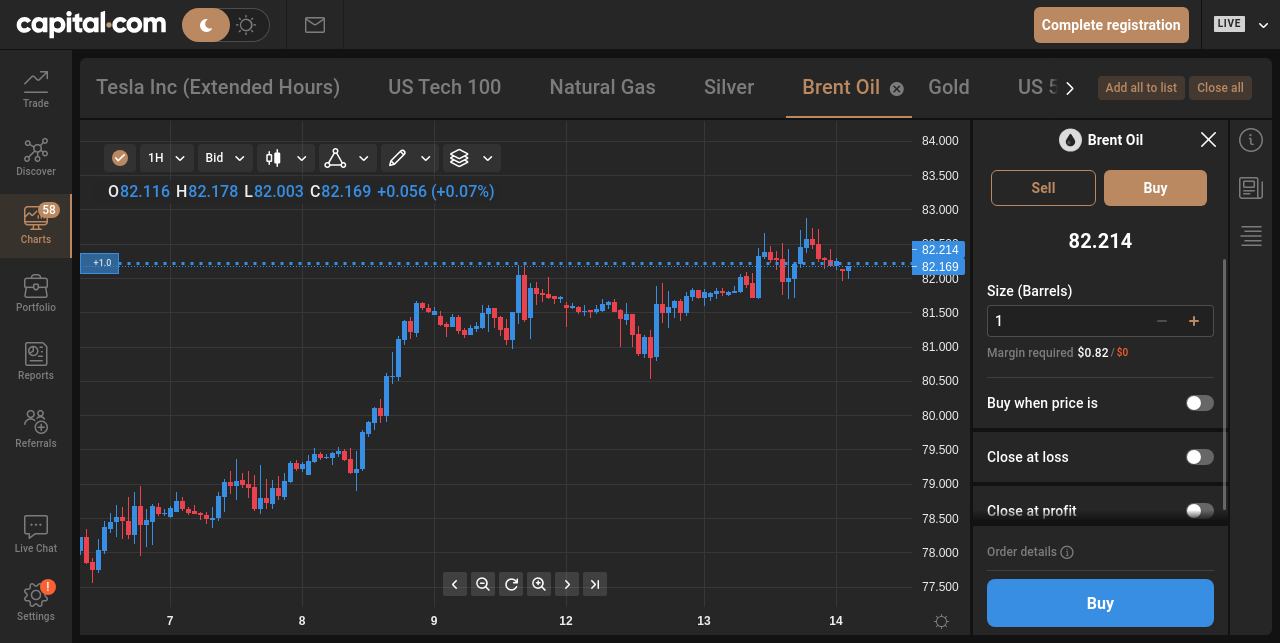 capital.com
Complete registration
LIVE
Trade
Discover
58
Charts
Portfolio
Reports
Referrals
Live Chat
!
Settings
Tesla Inc (Extended Hours)
US Tech 100
Natural Gas
Silver
Brent Oil
Gold
US 5
Add all to list
Close all
1H
Bid
O82.116 H82.178 L82.003 C82.169 +0.056 (+0.07%)
+1.0
84.000
83.500
83.000
82.214
82.169
82.000
81.500
81.000
80.500
80.000
79.500
79.000
78.500
78.000
77.500
7 8 9 12 13 14
Brent Oil
Sell
Buy
82.214
Size (Barrels)
1
− +
Margin required $0.82 / $0
Buy when price is
Close at loss
Close at profit
Order details
Buy